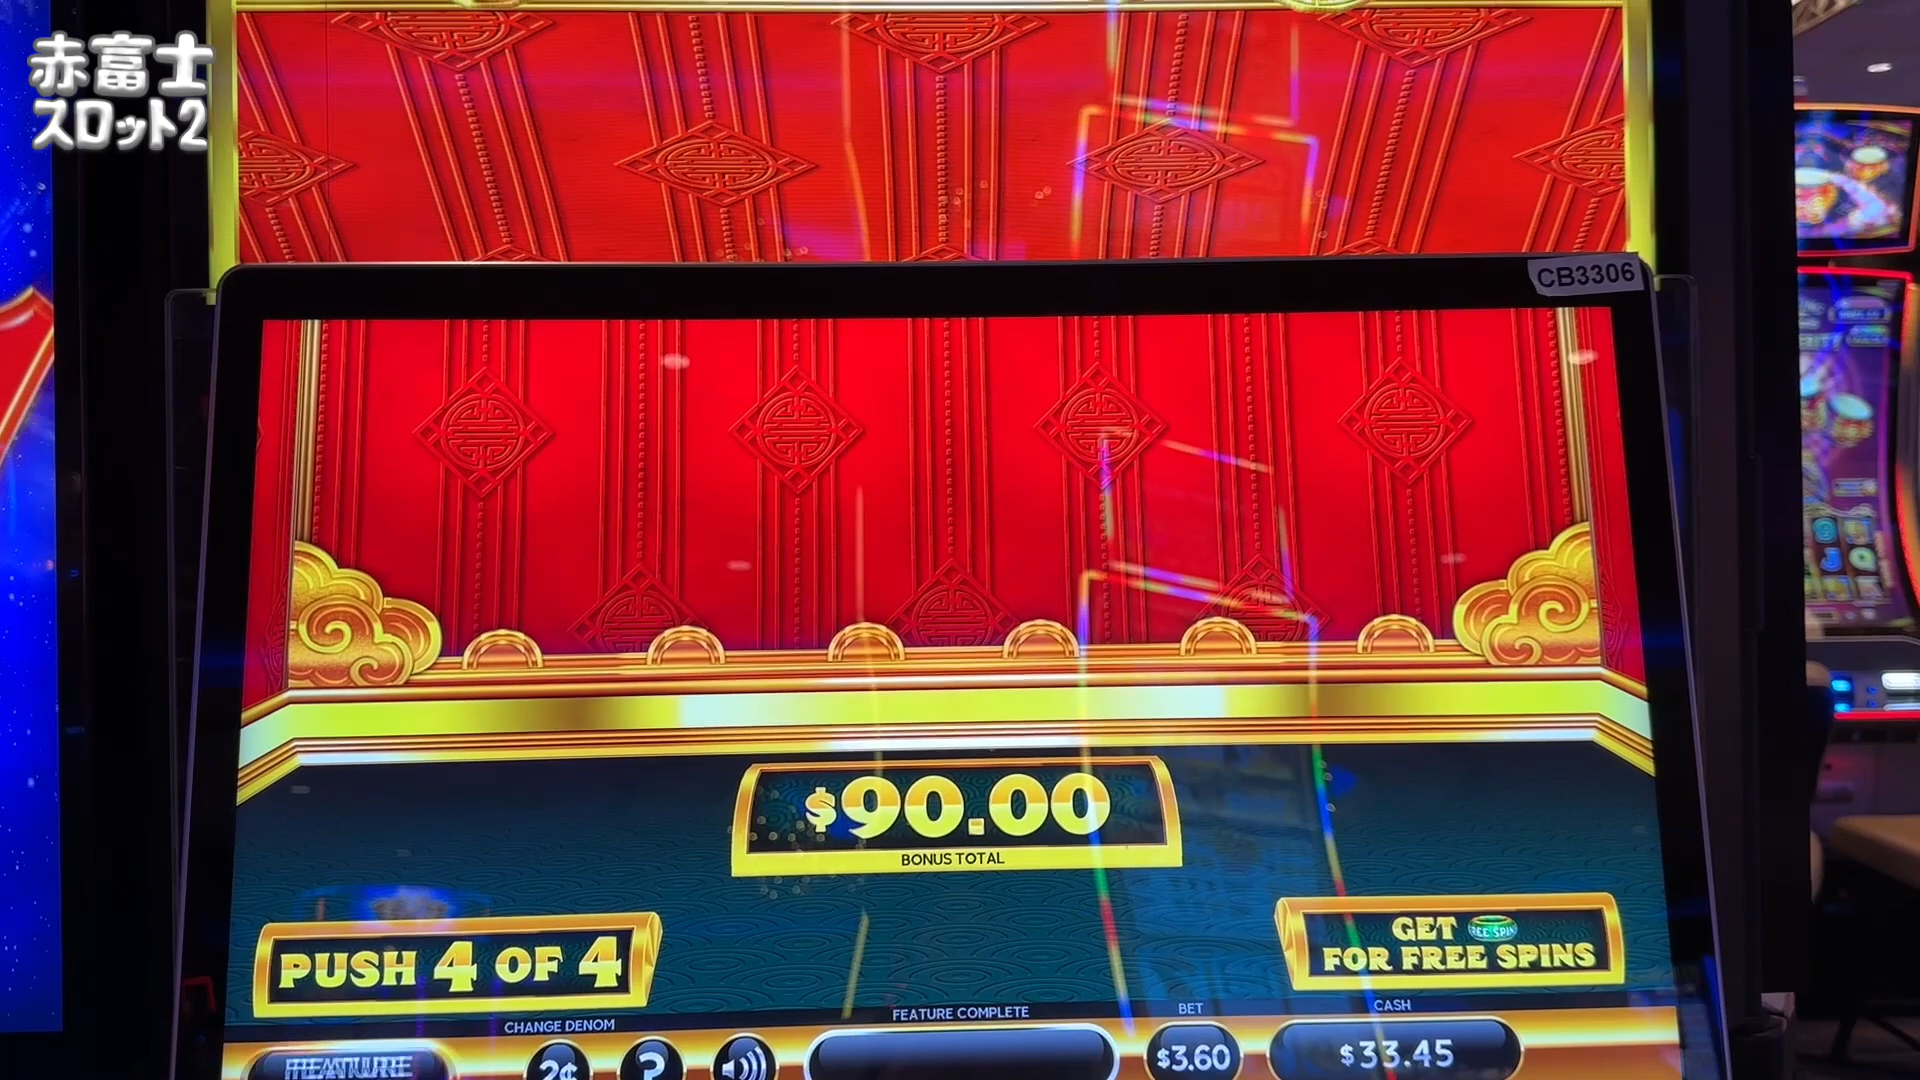 赤富士
スロット2
CB3306
$90.00
BONUS TOTAL
PUSH 4 OF 4
GET FREE SPIN
FOR FREE SPINS
CHANGE DENOM
FEATURE COMPLETE
BET
CASH
2¢
?
$3.60
$33.45